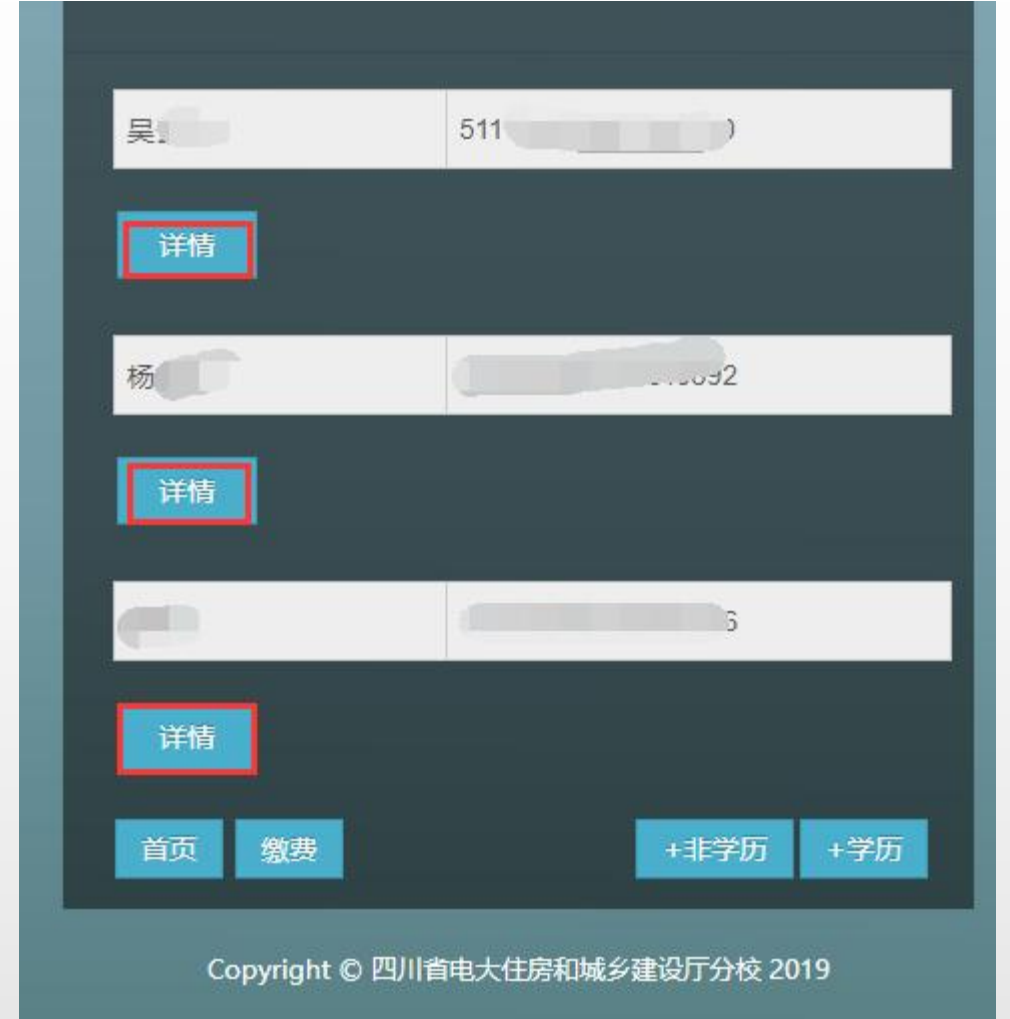 吴 511
详情
杨 92
详情
6
详情
首页 缴费 +非学历 +学历
Copyright © 四川省电大住房和城乡建设厅分校 2019